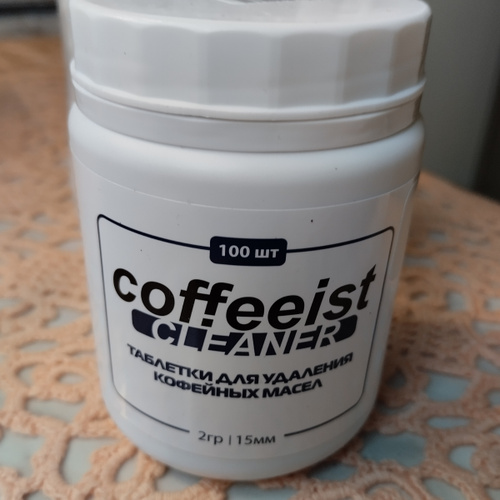 100 шт
coffeeist
CLEANER
ТАБЛЕТКИ ДЛЯ УДАЛЕНИЯ
КОФЕЙНЫХ МАСЕЛ
2гр | 15мм